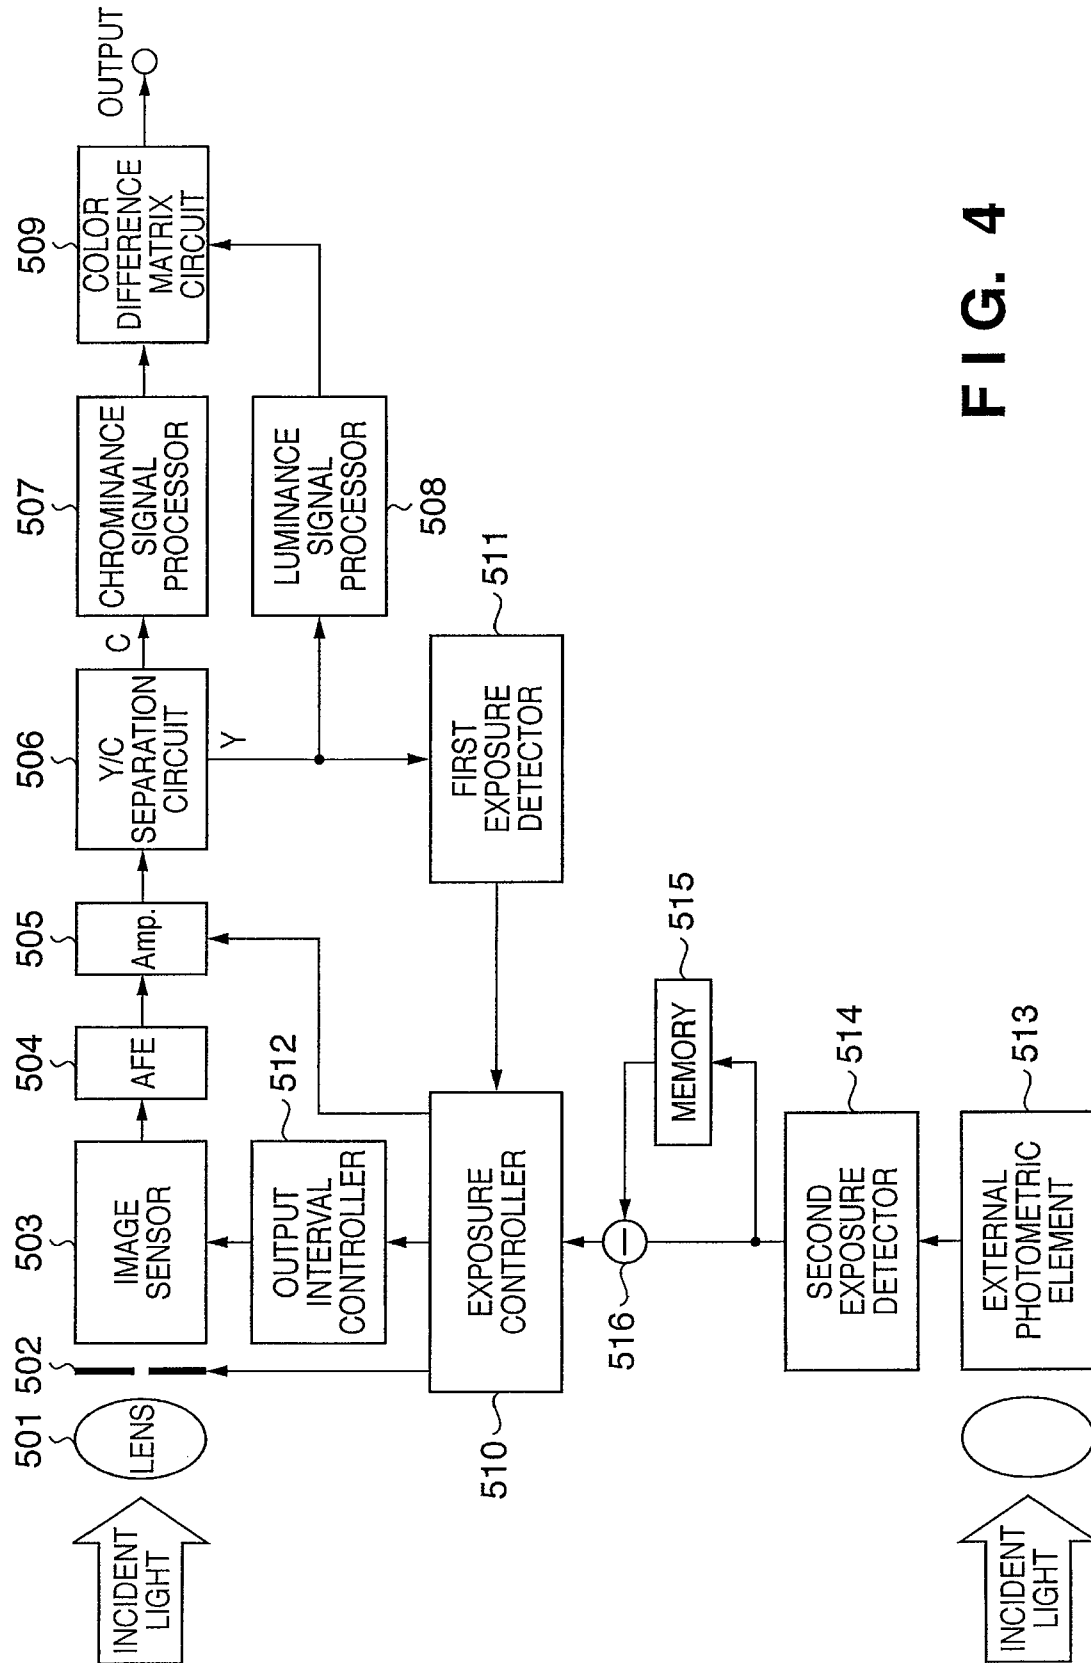 INCIDENT
LIGHT
501
LENS
502
503
IMAGE
SENSOR
504
AFE
505
Amp.
506
Y/C
SEPARATION
CIRCUIT
C
Y
507
CHROMINANCE
SIGNAL
PROCESSOR
509
COLOR
DIFFERENCE
MATRIX
CIRCUIT
OUTPUT
512
OUTPUT
INTERVAL
CONTROLLER
LUMINANCE
SIGNAL
PROCESSOR
508
510
EXPOSURE
CONTROLLER
FIRST
EXPOSURE
DETECTOR
511
516
−
MEMORY
515
SECOND
EXPOSURE
DETECTOR
514
INCIDENT
LIGHT
EXTERNAL
PHOTOMETRIC
ELEMENT
513
FIG. 4